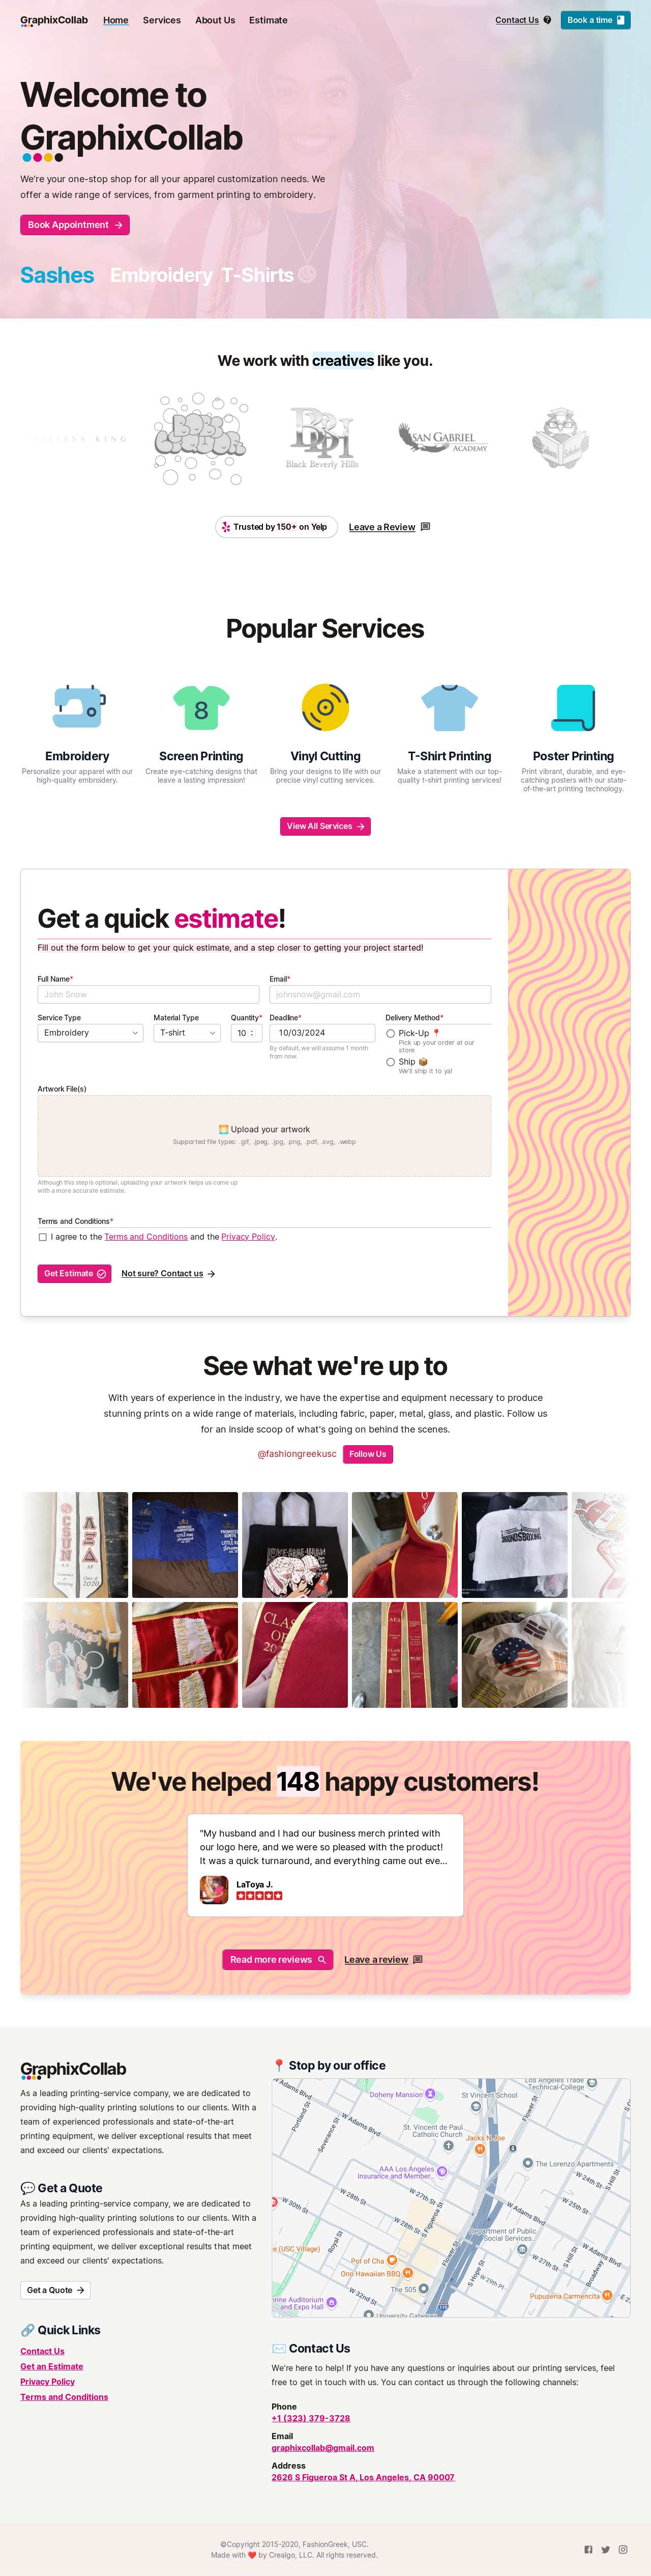 GraphixCollab
Home
Services
About Us
Estimate
Contact Us
Book a time
Welcome to
GraphixCollab
We're your one-stop shop for all your apparel customization needs. We
offer a wide range of services, from garment printing to embroidery.
Book Appointment
Sashes
Embroidery
T-Shirts
We work with creatives like you.
ISSA KING
BBH
Black Beverly Hills
SAN GABRIEL
ACADEMY
Trusted by 150+ on Yelp
Leave a Review
Popular Services
Embroidery
Personalize your apparel with our
high-quality embroidery.
8
Screen Printing
Create eye-catching designs that
leave a lasting impression!
Vinyl Cutting
Bring your designs to life with our
precise vinyl cutting services.
T-Shirt Printing
Make a statement with our top-
quality t-shirt printing services!
Poster Printing
Print vibrant, durable, and eye-
catching posters with our state-
of-the-art printing technology.
View All Services
Get a quick estimate!
Fill out the form below to get your quick estimate, and a step closer to getting your project started!
Full Name*
John Snow
Email*
johnsnow@gmail.com
Service Type
Embroidery
Material Type
T-shirt
Quantity*
10
Deadline*
10/03/2024
By default, we will assume 1 month
from now.
Delivery Method*
Pick-Up 📍
Pick up your order at our
store
Ship 📦
We'll ship it to ya!
Artwork File(s)
🌅 Upload your artwork
Supported file types: .gif, .jpeg, .jpg, .png, .pdf, .svg, .webp
Although this step is optional, uploading your artwork helps us come up
with a more accurate estimate.
Terms and Conditions*
I agree to the Terms and Conditions and the Privacy Policy.
Get Estimate
Not sure? Contact us
See what we're up to
With years of experience in the industry, we have the expertise and equipment necessary to produce
stunning prints on a wide range of materials, including fabric, paper, metal, glass, and plastic. Follow us
for an inside scoop of what's going on behind the scenes.
@fashiongreekusc
Follow Us
CSUN
ΛΞΔ
Class of
2020
CLASS
OF
We've helped 148 happy customers!
"My husband and I had our business merch printed with
our logo here, and we were so pleased with the product!
It was a quick turnaround, and everything came out eve...
LaToya J.
Read more reviews
Leave a review
GraphixCollab
As a leading printing-service company, we are dedicated to
providing high-quality printing solutions to our clients. With a
team of experienced professionals and state-of-the-art
printing equipment, we deliver exceptional results that meet
and exceed our clients' expectations.
💬 Get a Quote
As a leading printing-service company, we are dedicated to
providing high-quality printing solutions to our clients. With a
team of experienced professionals and state-of-the-art
printing equipment, we deliver exceptional results that meet
and exceed our clients' expectations.
Get a Quote
🔗 Quick Links
Contact Us
Get an Estimate
Privacy Policy
Terms and Conditions
📍 Stop by our office
W Adams Blvd
Portland St
Severance St
W Adams Blvd
Doheny Mansion
St Vincent School
Los Angeles Trade
Technical-College
Flower St
St. Vincent de Paul
Catholic Church
Jacks N Joe
AAA Los Angeles
Insurance and Member...
The Lorenzo Apartments
W 24th St
S Hill St
W 25th St
W 30th St
W 28th St
W 27th St
S Figueroa St
W 28th St
W Adams Blvd
Royal St
Department of Public
Social Services
(USC Village)
Pot of Cha
Ono Hawaiian BBQ
Flower St
S Hope St
W 27th St
S Hill St
Broadway
W 29th Pl
The 505
W 32nd St
Auditorium
and Expo Hall
University Gateway
110
Pupuseria Carmencita
✉️ Contact Us
We're here to help! If you have any questions or inquiries about our printing services, feel
free to get in touch with us. You can contact us through the following channels:
Phone
+1 (323) 379-3728
Email
graphixcollab@gmail.com
Address
2626 S Figueroa St A, Los Angeles, CA 90007
©Copyright 2015-2020, FashionGreek, USC.
Made with ❤️ by Crealgo, LLC. All rights reserved.